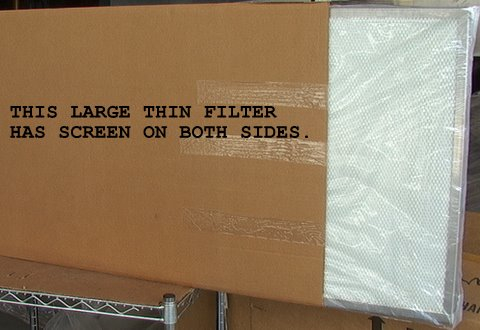 THIS LARGE THIN FILTER
HAS SCREEN ON BOTH SIDES.